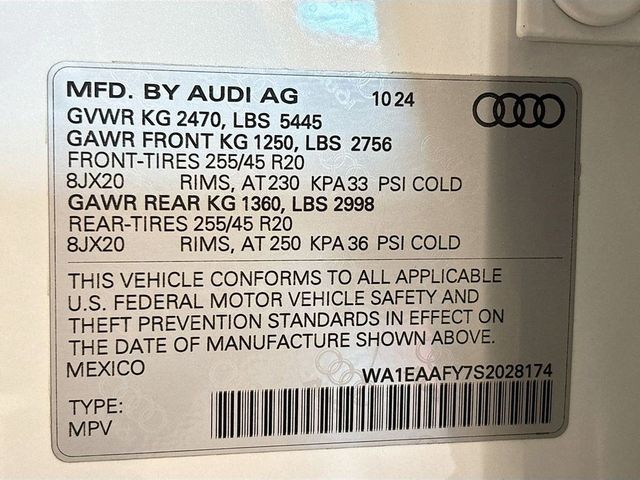 MFD. BY AUDI AG 10 24
GVWR KG 2470, LBS 5445
GAWR FRONT KG 1250, LBS 2756
FRONT-TIRES 255/45 R20
8JX20 RIMS, AT 230 KPA 33 PSI COLD
GAWR REAR KG 1360, LBS 2998
REAR-TIRES 255/45 R20
8JX20 RIMS, AT 250 KPA 36 PSI COLD
THIS VEHICLE CONFORMS TO ALL APPLICABLE
U.S. FEDERAL MOTOR VEHICLE SAFETY AND
THEFT PREVENTION STANDARDS IN EFFECT ON
THE DATE OF MANUFACTURE SHOWN ABOVE.
MEXICO WA1EAAFY7S2028174
TYPE:
MPV